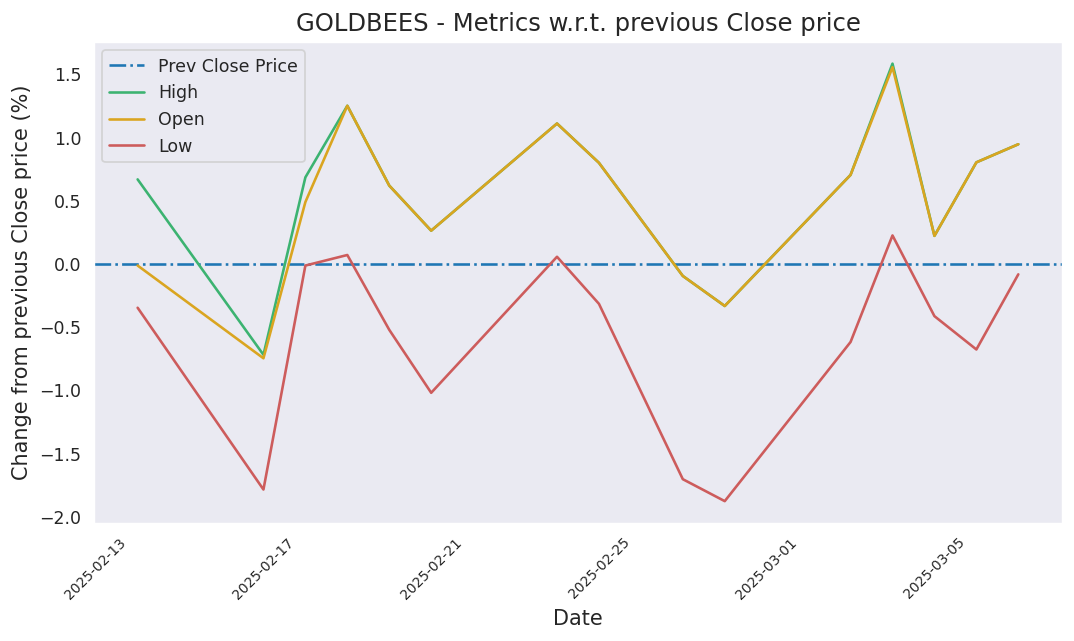 GOLDBEES - Metrics w.r.t. previous Close price
Prev Close Price
High
Open
Low
Change from previous Close price (%)
1.5
1.0
0.5
0.0
−0.5
−1.0
−1.5
−2.0
2025-02-13
2025-02-17
2025-02-21
2025-02-25
2025-03-01
2025-03-05
Date